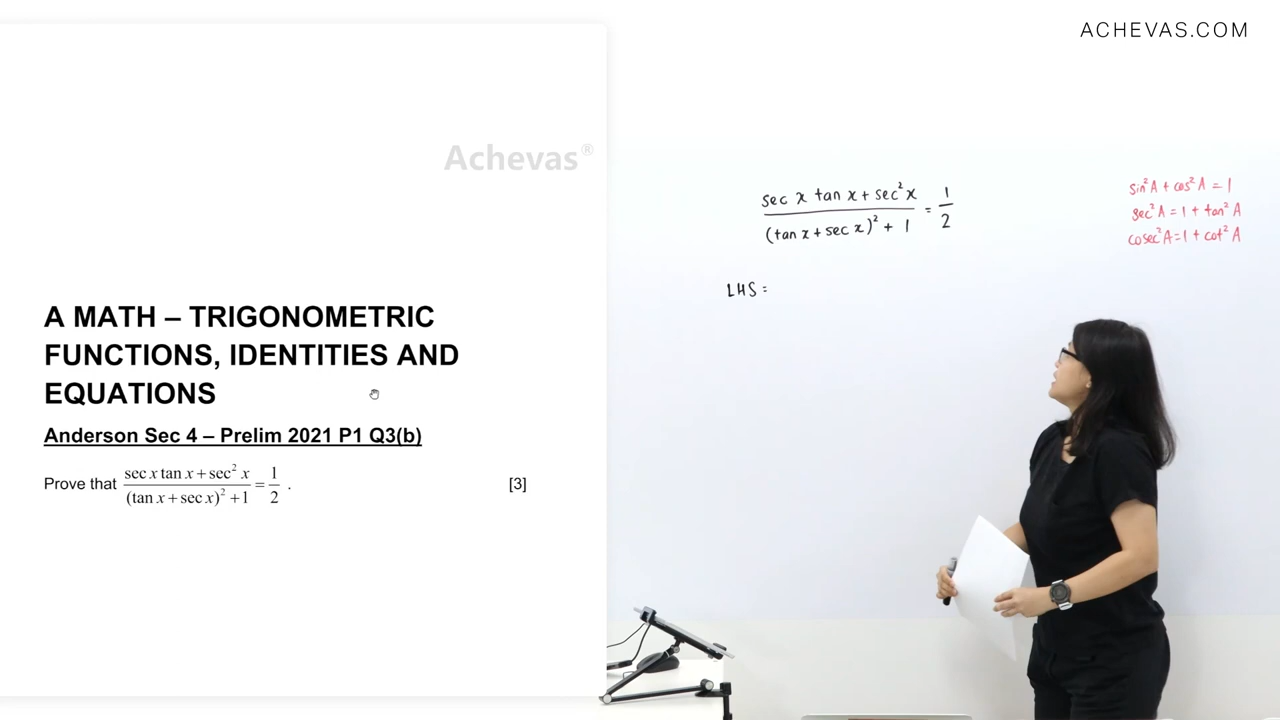 ACHEVAS.COM
Achevas®
A MATH – TRIGONOMETRIC
FUNCTIONS, IDENTITIES AND
EQUATIONS
Anderson Sec 4 – Prelim 2021 P1 Q3(b)
Prove that (sec x tan x + sec² x)/((tan x + sec x)² + 1) = 1/2 . [3]
(sec x tan x + sec² x)/((tan x + sec x)² + 1) = 1/2
LHS =
sin² A + cos² A = 1
sec² A = 1 + tan² A
cosec² A = 1 + cot² A